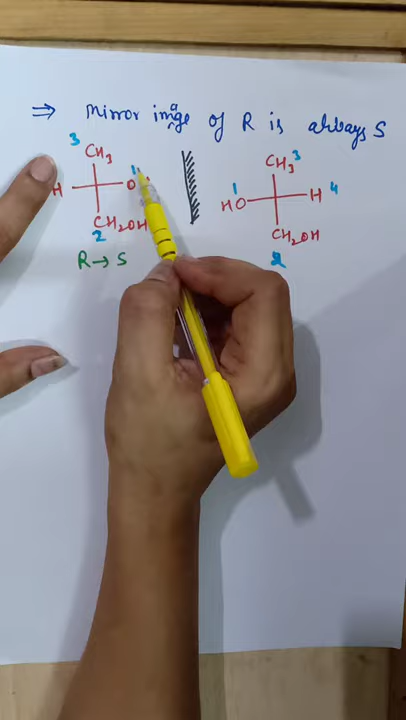 ⇒ Mirror image of R is always S
3 CH₃ CH₃ 3
H 1 1 HO H 4
CH₂OH CH₂OH
2 2
R → S